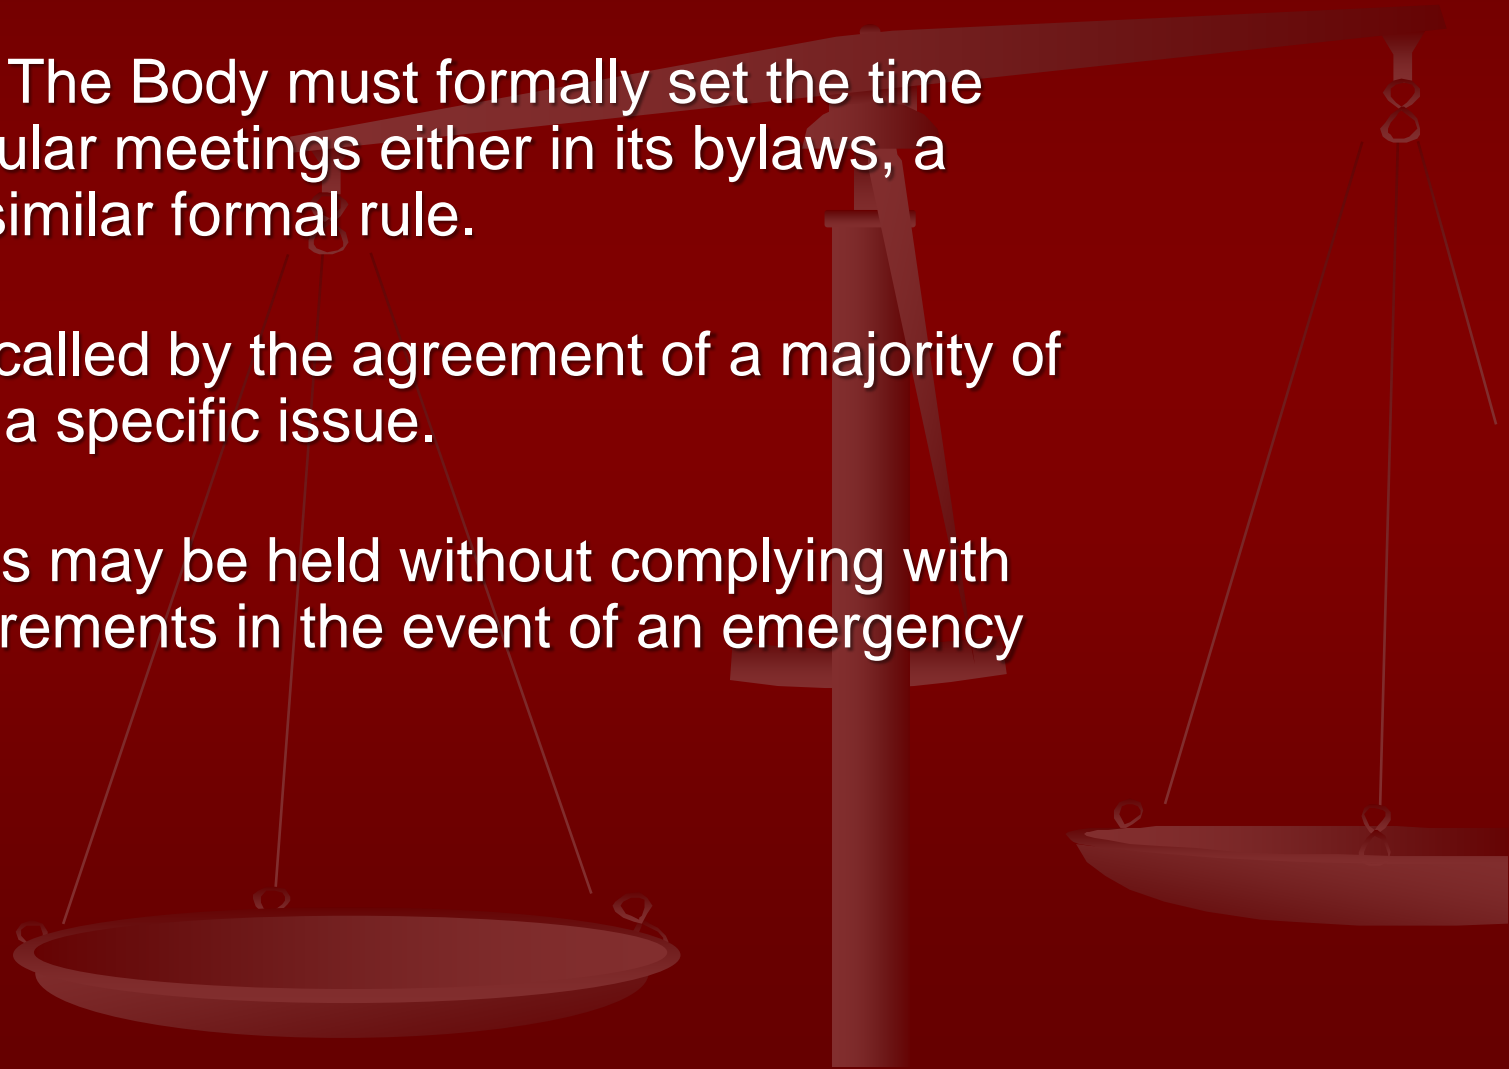 The Body must formally set the time
ular meetings either in its bylaws, a
similar formal rule.
called by the agreement of a majority of
a specific issue.
s may be held without complying with
rements in the event of an emergency